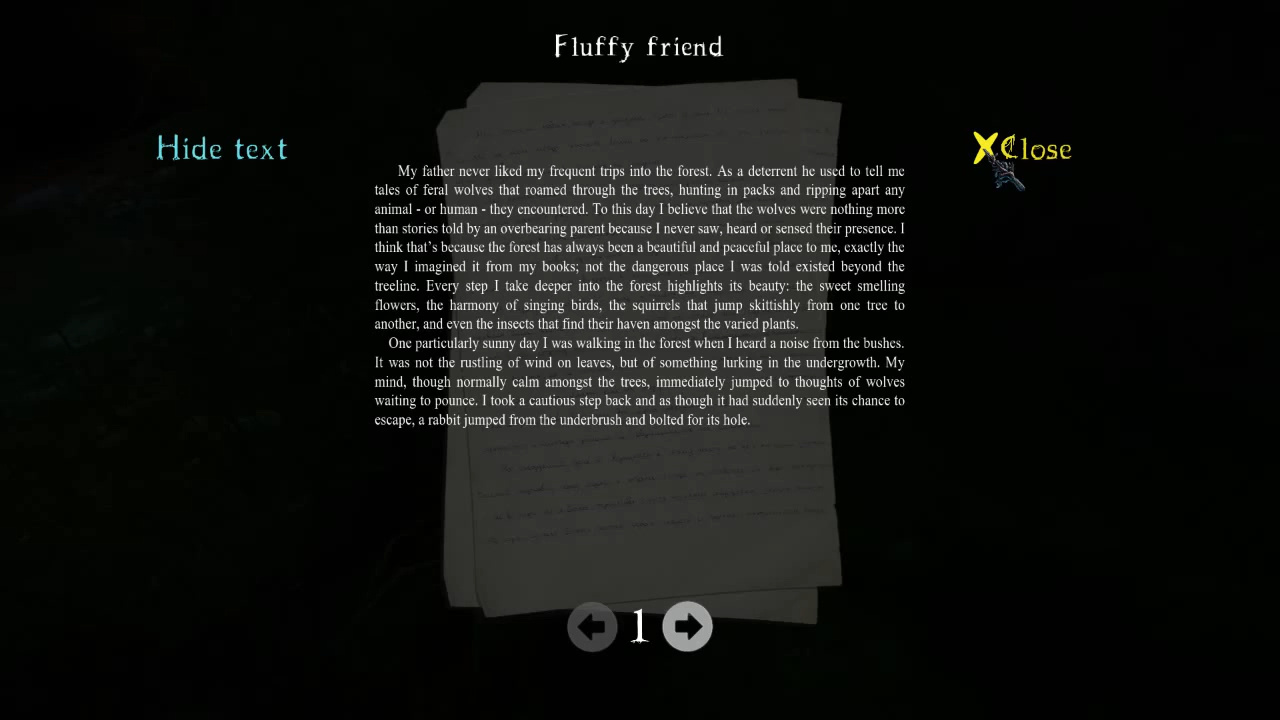 Fluffy friend
Hide text
Close
My father never liked my frequent trips into the forest. As a deterrent he used to tell me
tales of feral wolves that roamed through the trees, hunting in packs and ripping apart any
animal - or human - they encountered. To this day I believe that the wolves were nothing more
than stories told by an overbearing parent because I never saw, heard or sensed their presence. I
think that’s because the forest has always been a beautiful and peaceful place to me, exactly the
way I imagined it from my books; not the dangerous place I was told existed beyond the
treeline. Every step I take deeper into the forest highlights its beauty: the sweet smelling
flowers, the harmony of singing birds, the squirrels that jump skittishly from one tree to
another, and even the insects that find their haven amongst the varied plants.
One particularly sunny day I was walking in the forest when I heard a noise from the bushes.
It was not the rustling of wind on leaves, but of something lurking in the undergrowth. My
mind, though normally calm amongst the trees, immediately jumped to thoughts of wolves
waiting to pounce. I took a cautious step back and as though it had suddenly seen its chance to
escape, a rabbit jumped from the underbrush and bolted for its hole.
1